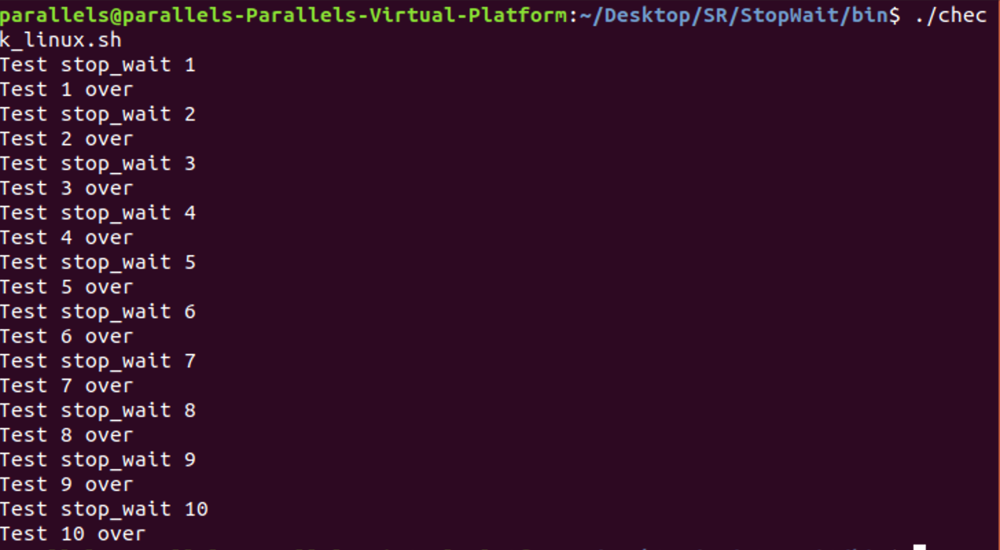 parallels@parallels-Parallels-Virtual-Platform:~/Desktop/SR/StopWait/bin$ ./chec
k_linux.sh
Test stop_wait 1
Test 1 over
Test stop_wait 2
Test 2 over
Test stop_wait 3
Test 3 over
Test stop_wait 4
Test 4 over
Test stop_wait 5
Test 5 over
Test stop_wait 6
Test 6 over
Test stop_wait 7
Test 7 over
Test stop_wait 8
Test 8 over
Test stop_wait 9
Test 9 over
Test stop_wait 10
Test 10 over